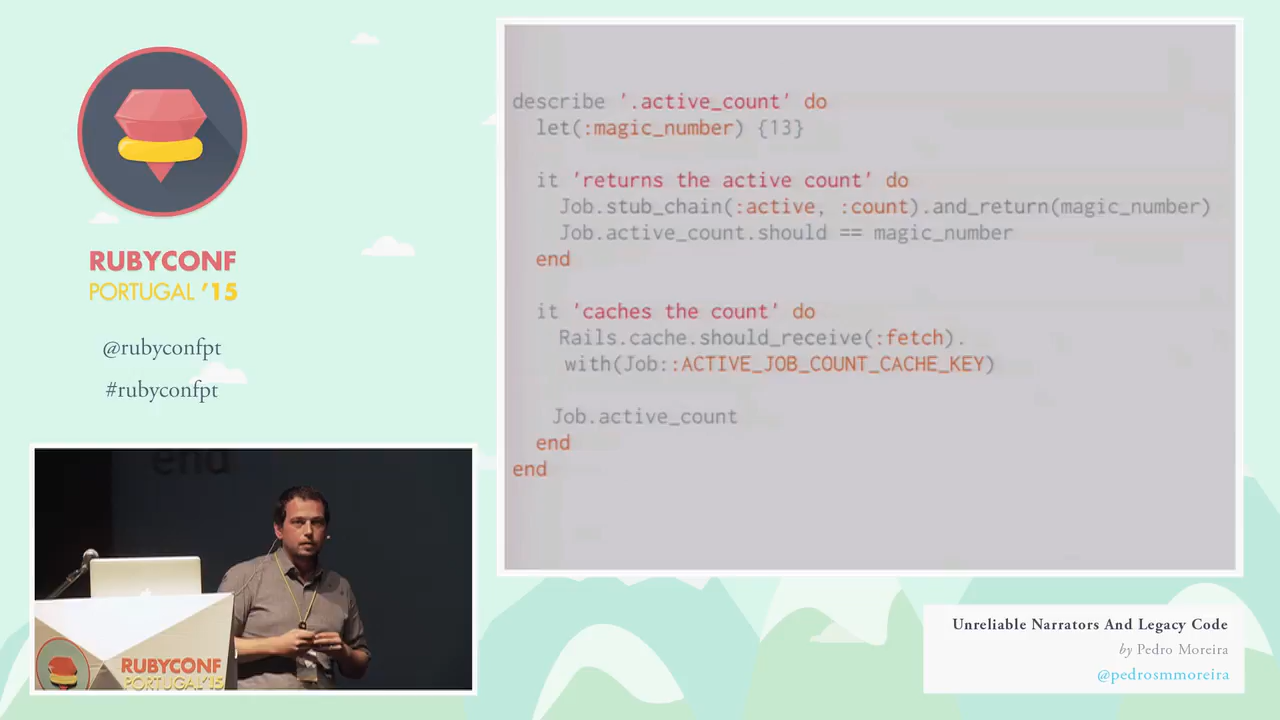 RUBYCONF
PORTUGAL '15
@rubyconfpt
#rubyconfpt
describe '.active_count' do
let(:magic_number) {13}
it 'returns the active count' do
Job.stub_chain(:active, :count).and_return(magic_number)
Job.active_count.should == magic_number
end
it 'caches the count' do
Rails.cache.should_receive(:fetch).
with(Job::ACTIVE_JOB_COUNT_CACHE_KEY)
Job.active_count
end
end
end
RUBYCONF
PORTUGAL'15
Unreliable Narrators And Legacy Code
by Pedro Moreira
@pedrosmmoreira